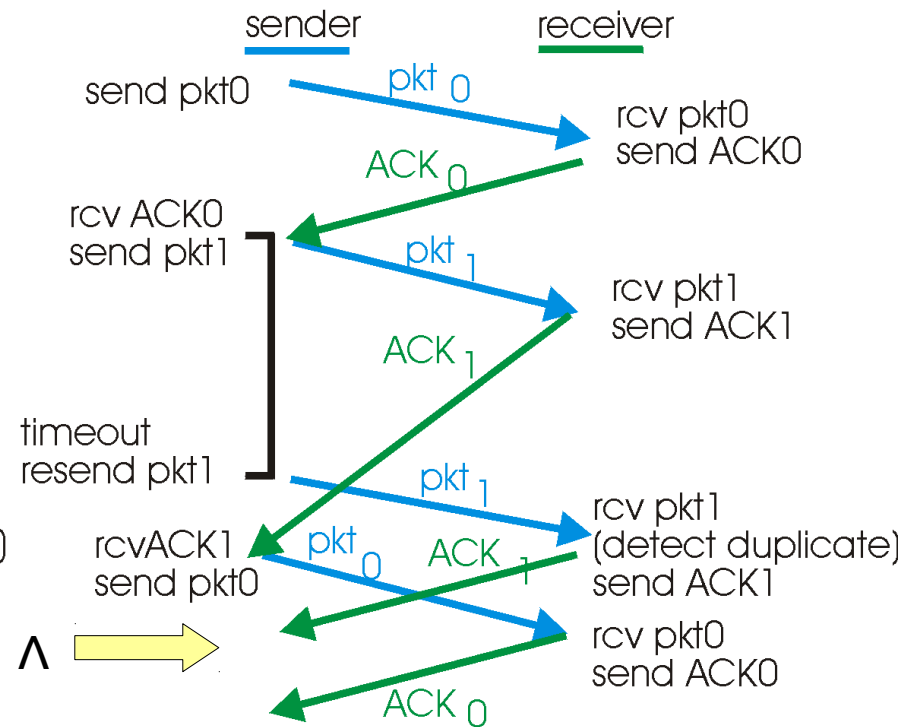 sender
receiver
send pkt0
pkt 0
rcv pkt0
send ACK0
ACK 0
rcv ACK0
send pkt1
pkt 1
rcv pkt1
send ACK1
ACK 1
timeout
resend pkt1
pkt 1
rcv pkt1
(detect duplicate)
send ACK1
)
rcvACK1
send pkt0
pkt 0
ACK 1
Λ
rcv pkt0
send ACK0
ACK 0